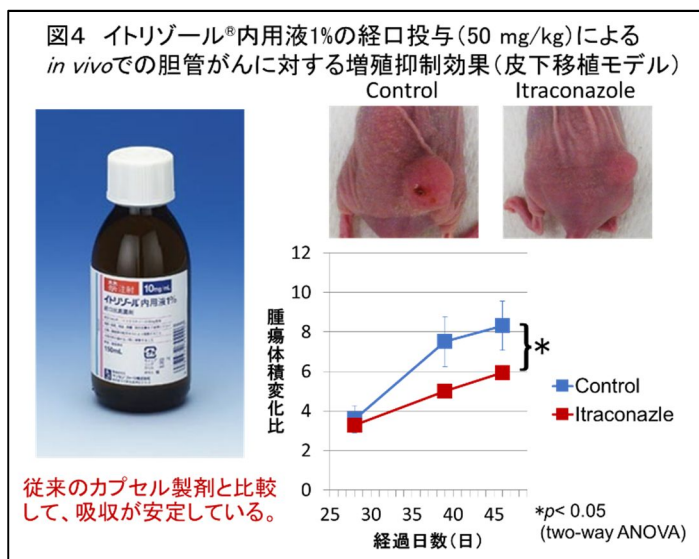 図4　イトリゾール®内用液1%の経口投与(50 mg/kg)による
in vivoでの胆管がんに対する増殖抑制効果(皮下移植モデル)
Control
Itraconazole
10mg/mL
イトリゾール 内用液1%
150mL
従来のカプセル製剤と比較
して、吸収が安定している。
腫瘍体積変化比
12
10
8
6
4
2
0
25 30 35 40 45
経過日数(日)
*
Control
Itraconazle
*p< 0.05
(two-way ANOVA)